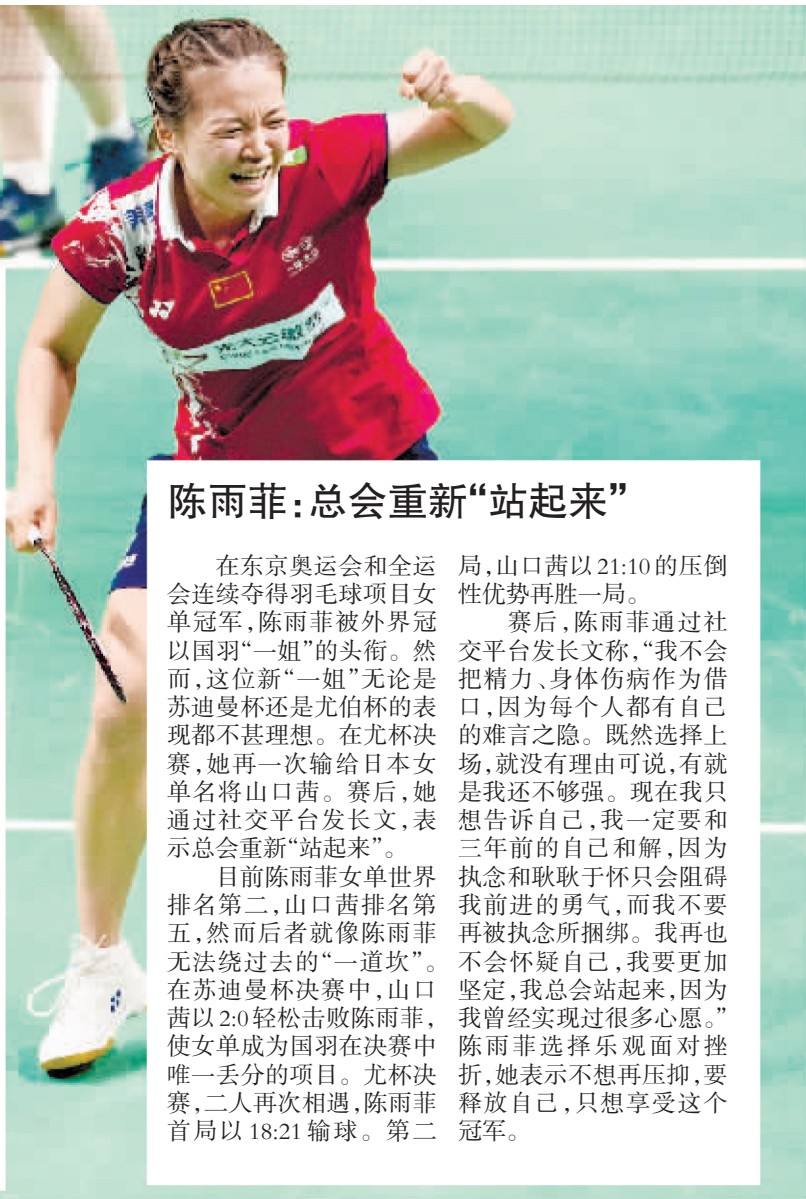 陈雨菲:总会重新“站起来”
在东京奥运会和全运
会连续夺得羽毛球项目女
单冠军,陈雨菲被外界冠
以国羽“一姐”的头衔。然
而,这位新“一姐”无论是
苏迪曼杯还是尤伯杯的表
现都不甚理想。在尤杯决
赛,她再一次输给日本女
单名将山口茜。赛后,她
通过社交平台发长文,表
示总会重新“站起来”。
目前陈雨菲女单世界
排名第二,山口茜排名第
五,然而后者就像陈雨菲
无法绕过去的“一道坎”。
在苏迪曼杯决赛中,山口
茜以2:0轻松击败陈雨菲,
使女单成为国羽在决赛中
唯一丢分的项目。尤杯决
赛,二人再次相遇,陈雨菲
首局以18:21输球。第二
局,山口茜以21:10的压倒
性优势再胜一局。
赛后,陈雨菲通过社
交平台发长文称,“我不会
把精力、身体伤病作为借
口,因为每个人都有自己
的难言之隐。既然选择上
场,就没有理由可说,有就
是我还不够强。现在我只
想告诉自己,我一定要和
三年前的自己和解,因为
执念和耿耿于怀只会阻碍
我前进的勇气,而我不要
再被执念所捆绑。我再也
不会怀疑自己,我要更加
坚定,我总会站起来,因为
我曾经实现过很多心愿。”
陈雨菲选择乐观面对挫
折,她表示不想再压抑,要
释放自己,只想享受这个
冠军。